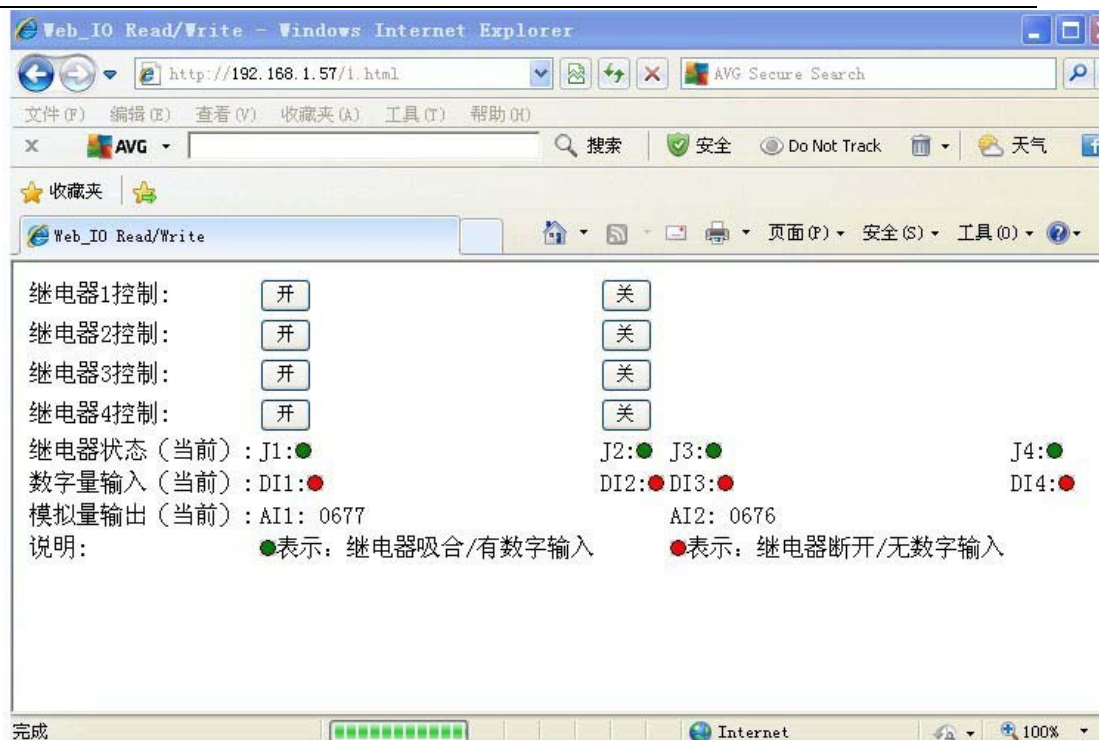 Web_IO Read/Write - Windows Internet Explorer
http://192.168.1.57/1.html AVG Secure Search
文件(F) 编辑(E) 查看(V) 收藏夹(A) 工具(T) 帮助(H)
x AVG 搜索 安全 Do Not Track 天气 f
收藏夹
Web_IO Read/Write 页面(P) 安全(S) 工具(O)
继电器1控制: 开 关
继电器2控制: 开 关
继电器3控制: 开 关
继电器4控制: 开 关
继电器状态（当前）: J1: J2: J3: J4:
数字量输入（当前）: DI1: DI2: DI3: DI4:
模拟量输出（当前）: AI1: 0677 AI2: 0676
说明: 表示: 继电器吸合/有数字输入 表示: 继电器断开/无数字输入
完成 Internet 100%